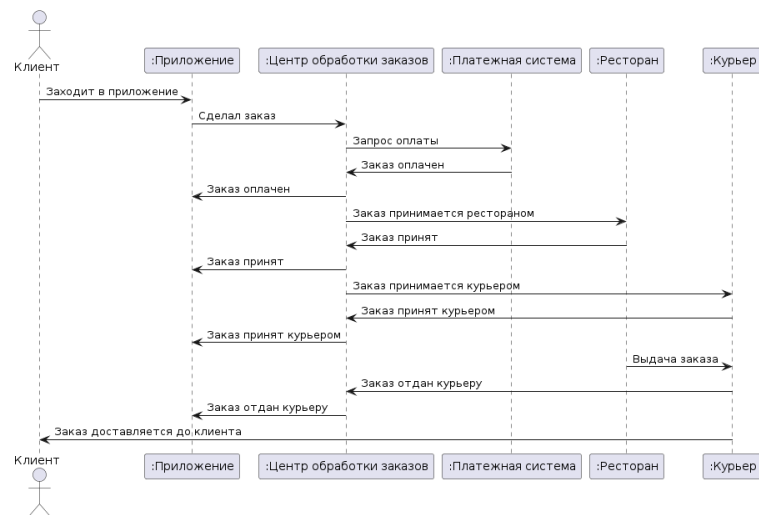 Клиент
:Приложение
:Центр обработки заказов
:Платежная система
:Ресторан
:Курьер
Заходит в приложение
Сделал заказ
Запрос оплаты
Заказ оплачен
Заказ оплачен
Заказ принимается рестораном
Заказ принят
Заказ принят
Заказ принимается курьером
Заказ принят курьером
Заказ принят курьером
Выдача заказа
Заказ отдан курьеру
Заказ отдан курьеру
Заказ доставляется до клиента
Клиент
:Приложение
:Центр обработки заказов
:Платежная система
:Ресторан
:Курьер